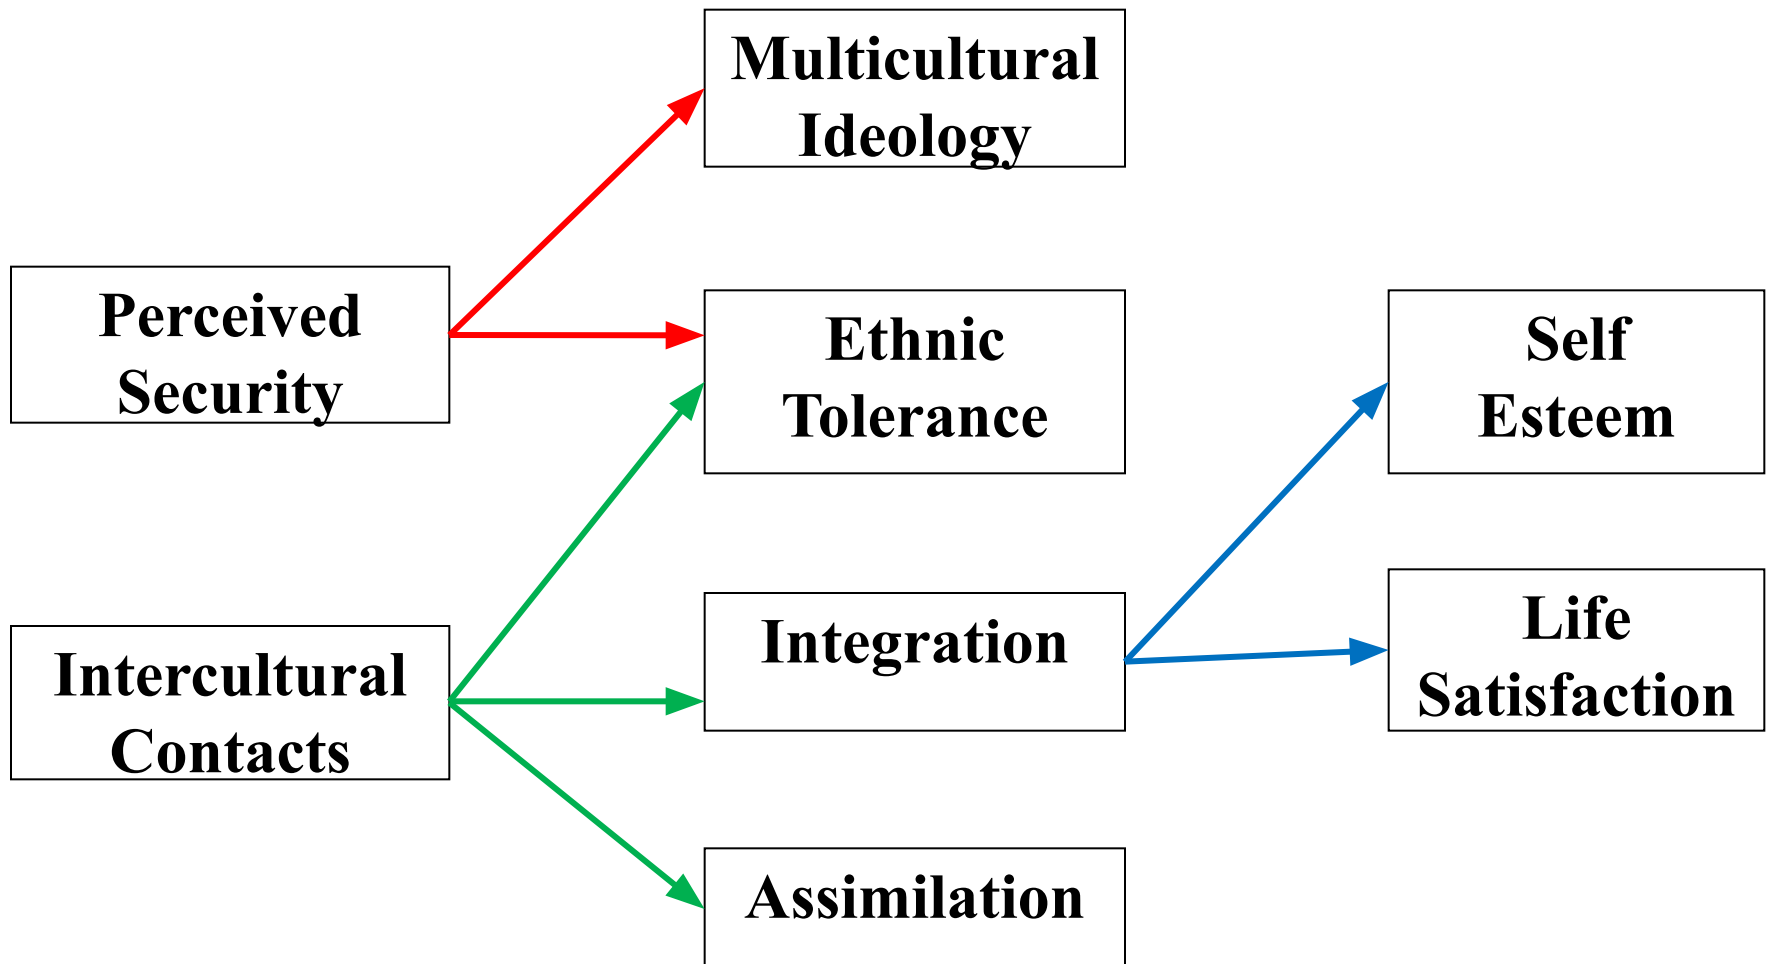 Multicultural
Ideology
Perceived
Security
Ethnic
Tolerance
Self
Esteem
Intercultural
Contacts
Integration
Life
Satisfaction
Assimilation